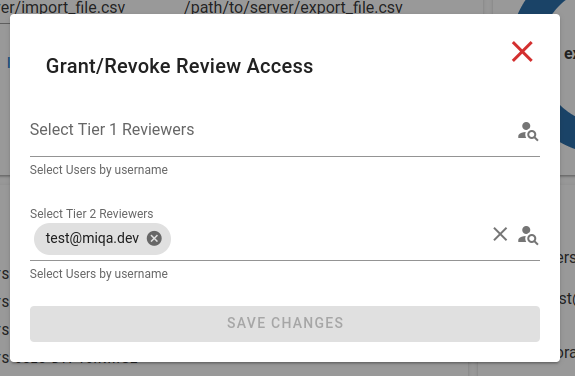 er/import_file.csv /path/to/server/export_file.csv
Grant/Revoke Review Access
Select Tier 1 Reviewers
Select Users by username
Select Tier 2 Reviewers
test@miqa.dev
Select Users by username
SAVE CHANGES